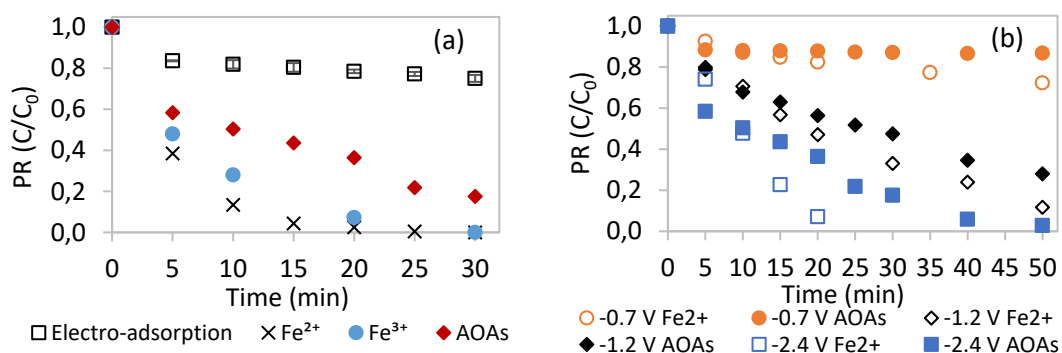 (a)
PR (C/C₀)
1,0
0,8
0,6
0,4
0,2
0,0
0 5 10 15 20 25 30
Time (min)
Electro-adsorption Fe²⁺ Fe³⁺ AOAs
(b)
PR (C/C₀)
1,0
0,8
0,6
0,4
0,2
0,0
0 5 10 15 20 25 30 35 40 45 50
Time (min)
-0.7 V Fe2+ -0.7 V AOAs -1.2 V Fe2+
-1.2 V AOAs -2.4 V Fe2+ -2.4 V AOAs